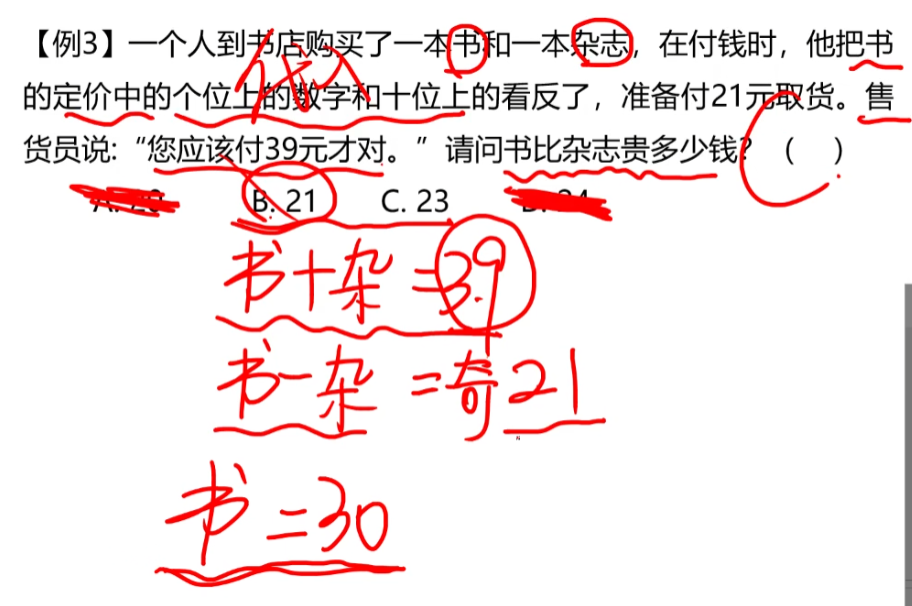 【例3】一个人到书店购买了一本书和一本杂志，在付钱时，他把书
的定价中的个位上的数字和十位上的看反了，准备付21元取货。售
货员说：“您应该付39元才对。”请问书比杂志贵多少钱？（ ）
A. 20 B. 21 C. 23 D. 24
书+杂=39
书-杂=奇21
书=30